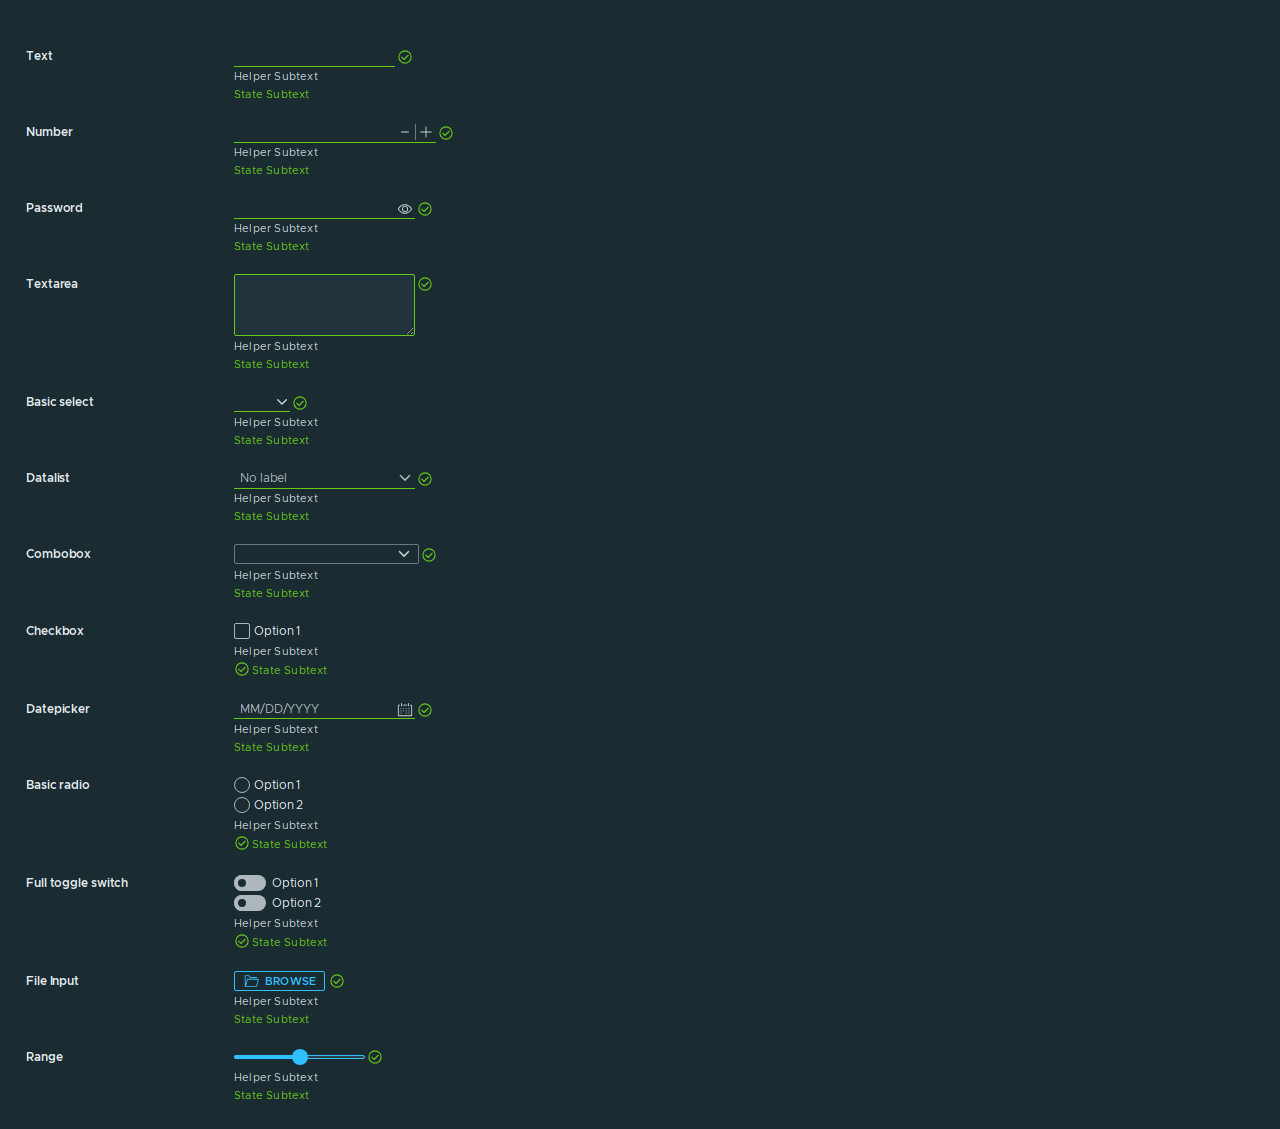 Text
Helper Subtext
State Subtext
Number
Helper Subtext
State Subtext
Password
Helper Subtext
State Subtext
Textarea
Helper Subtext
State Subtext
Basic select
Helper Subtext
State Subtext
Datalist No label
Helper Subtext
State Subtext
Combobox
Helper Subtext
State Subtext
Checkbox Option 1
Helper Subtext
State Subtext
Datepicker MM/DD/YYYY
Helper Subtext
State Subtext
Basic radio Option 1
Option 2
Helper Subtext
State Subtext
Full toggle switch Option 1
Option 2
Helper Subtext
State Subtext
File Input BROWSE
Helper Subtext
State Subtext
Range
Helper Subtext
State Subtext